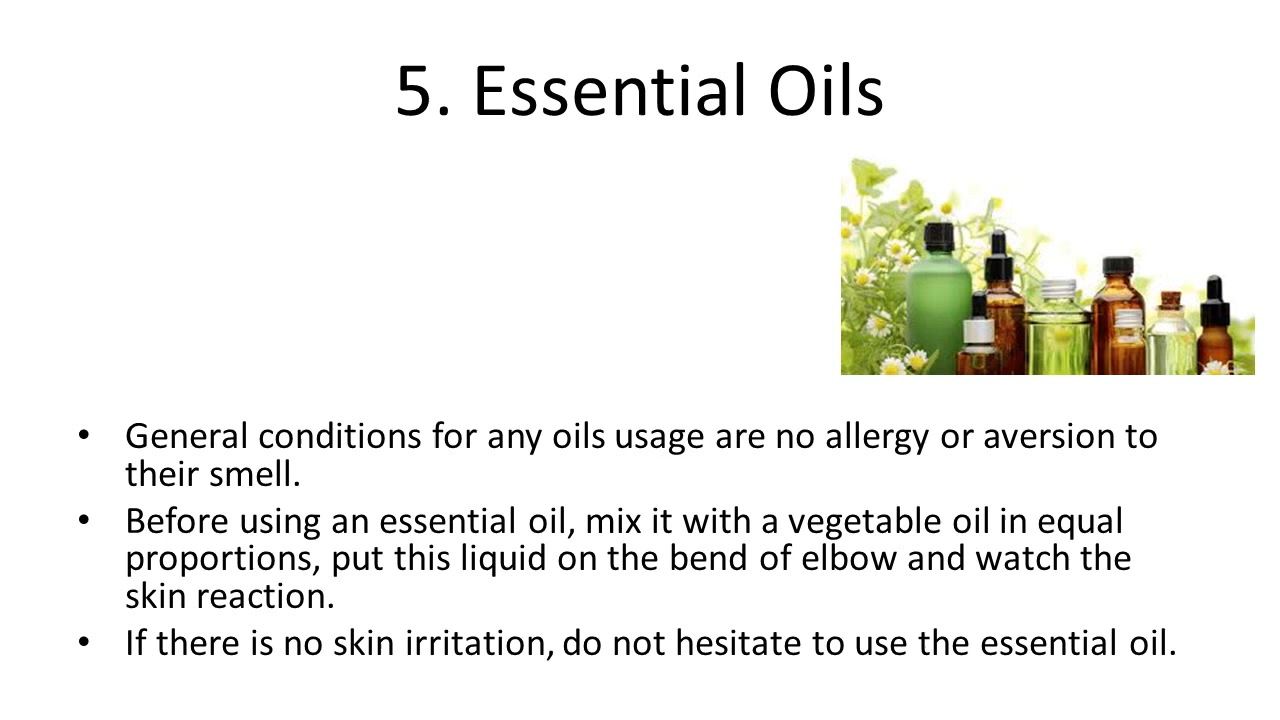 5. Essential Oils
• General conditions for any oils usage are no allergy or aversion to
their smell.
• Before using an essential oil, mix it with a vegetable oil in equal
proportions, put this liquid on the bend of elbow and watch the
skin reaction.
• If there is no skin irritation, do not hesitate to use the essential oil.